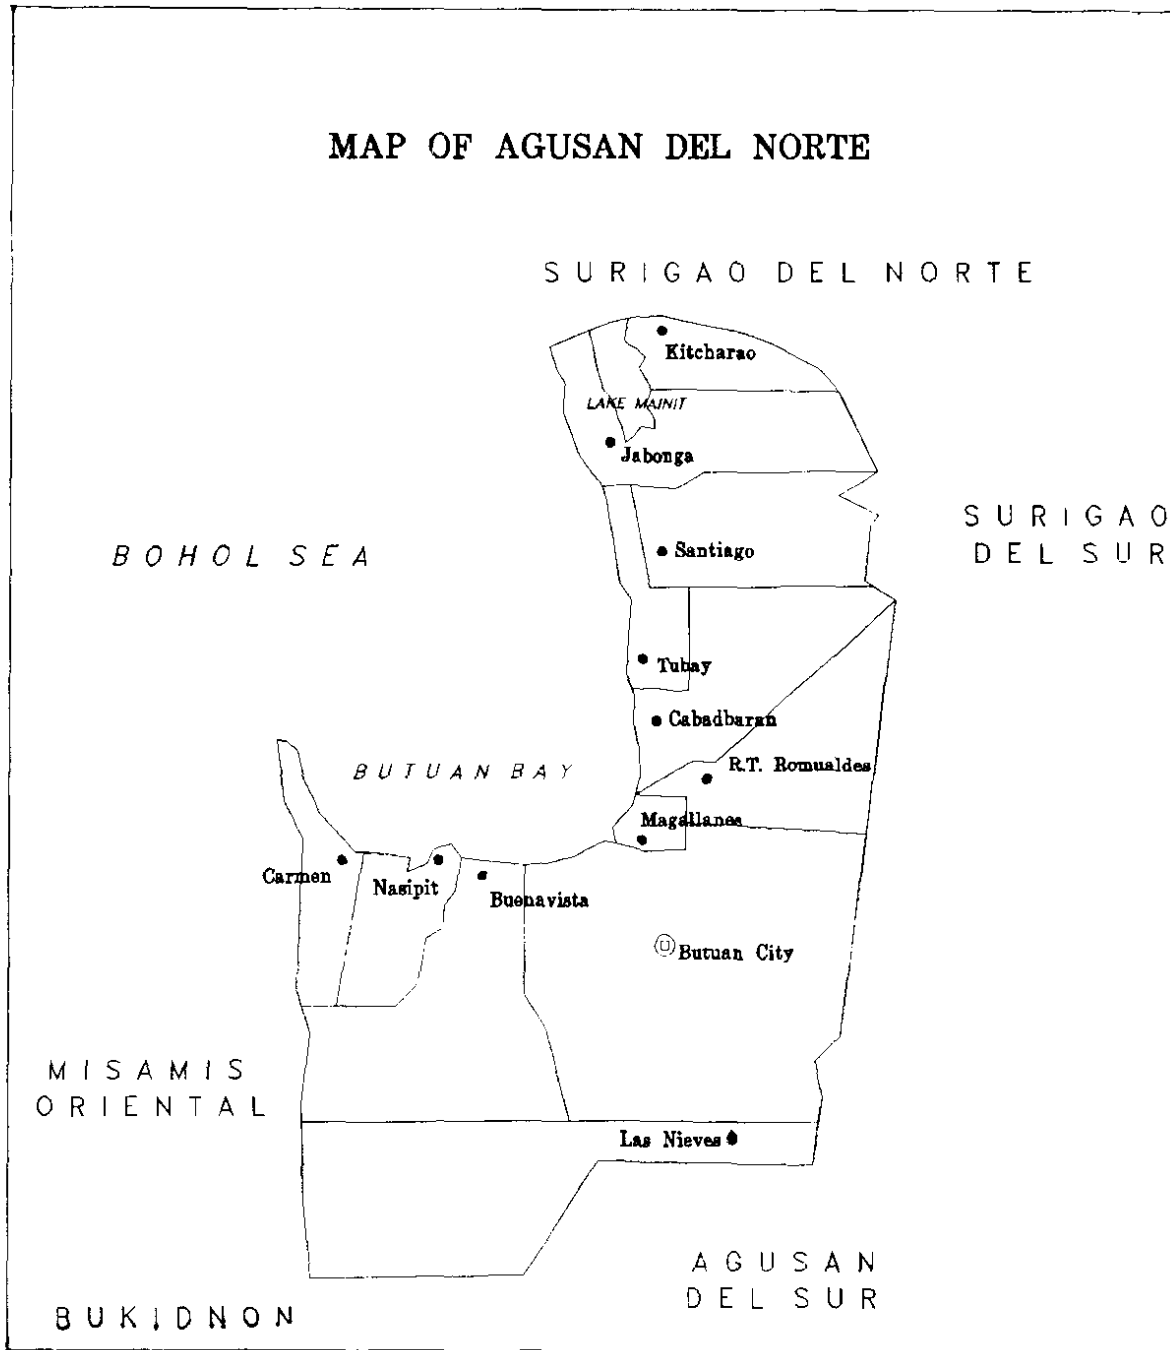 MAP OF AGUSAN DEL NORTE
SURIGAO DEL NORTE
Kitcharao
LAKE MAINIT
Jabonga
SURIGAO
DEL SUR
BOHOL SEA
Santiago
Tubay
Cabadbaran
BUTUAN BAY
R.T. Romualdes
Magallanes
Carmen
Nasipit
Buenavista
Butuan City
MISAMIS
ORIENTAL
Las Nieves
AGUSAN
DEL SUR
BUKIDNON